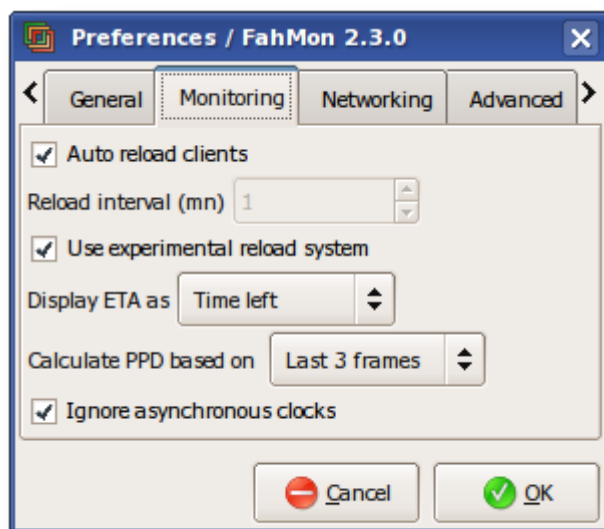 Preferences / FahMon 2.3.0
General Monitoring Networking Advanced
Auto reload clients
Reload interval (mn) 1
Use experimental reload system
Display ETA as Time left
Calculate PPD based on Last 3 frames
Ignore asynchronous clocks
Cancel OK